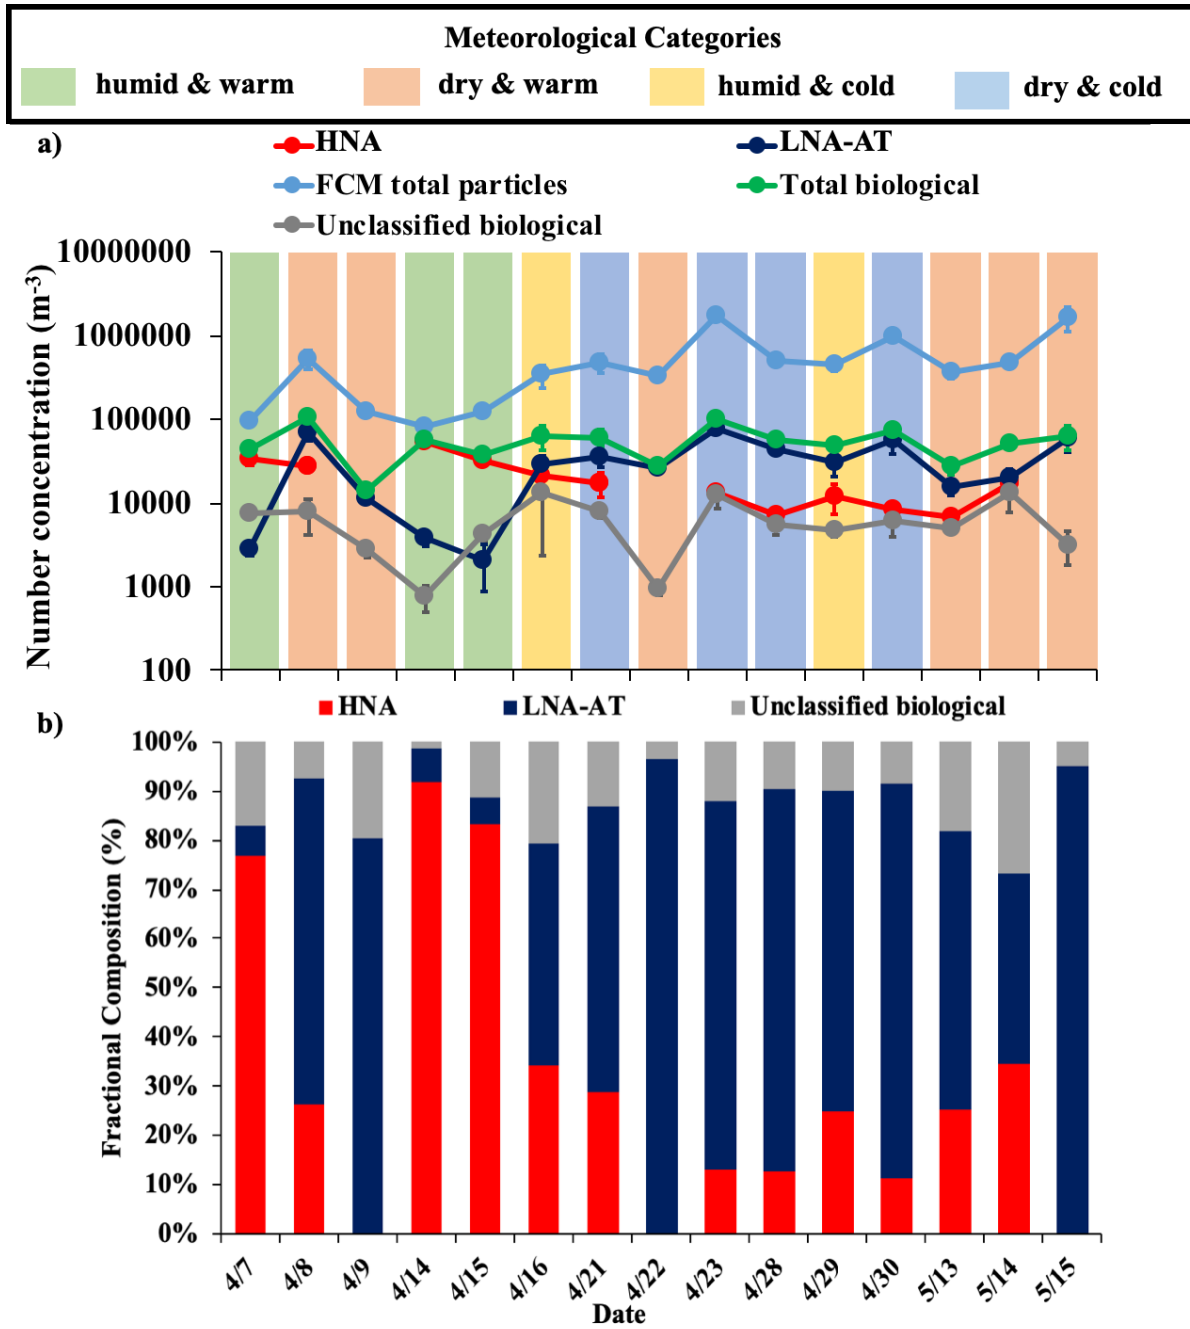 Meteorological Categories
humid & warm dry & warm humid & cold dry & cold
a)
HNA LNA-AT
FCM total particles Total biological
Unclassified biological
Number concentration (m-3)
10000000
1000000
100000
10000
1000
100
HNA LNA-AT Unclassified biological
b)
Fractional Composition (%)
100%
90%
80%
70%
60%
50%
40%
30%
20%
10%
0%
4/7 4/8 4/9 4/14 4/15 4/16 4/21 4/22 4/23 4/28 4/29 4/30 5/13 5/14 5/15
Date